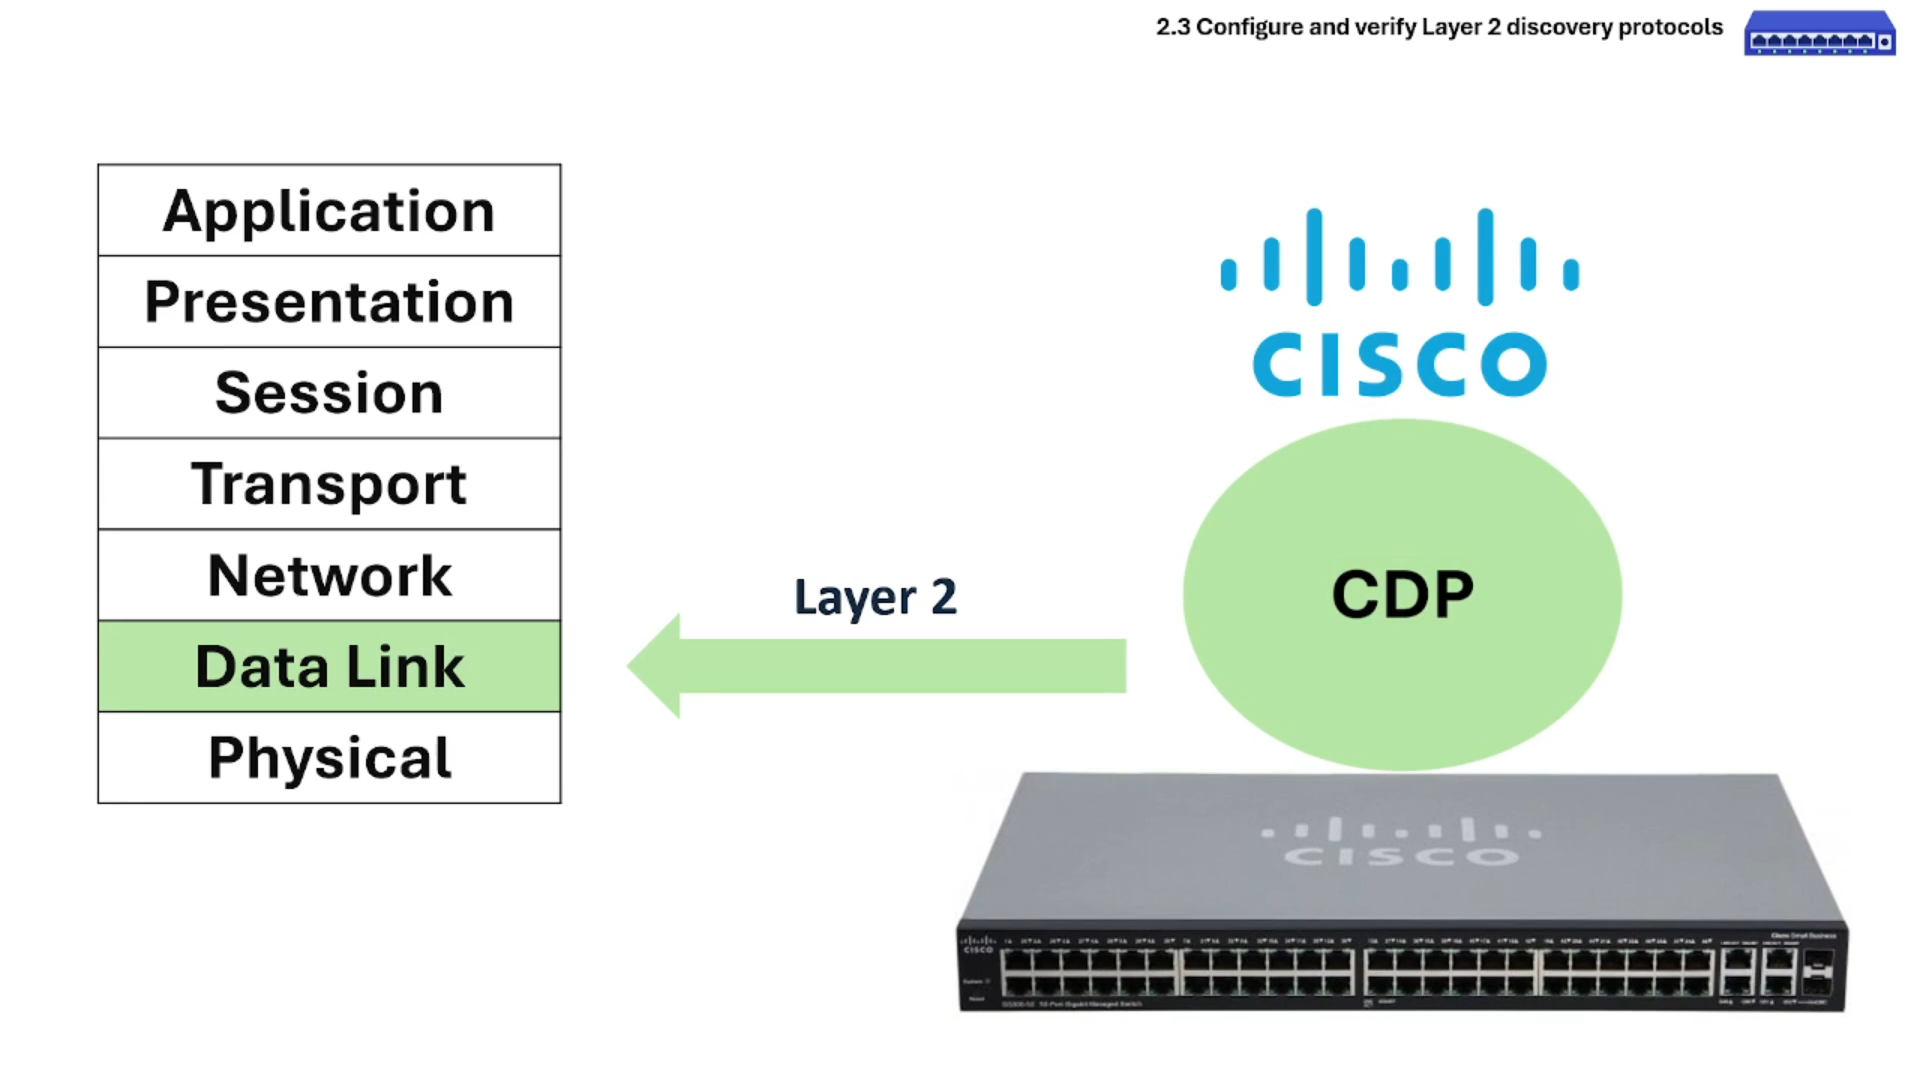 2.3 Configure and verify Layer 2 discovery protocols
Application
Presentation
Session
Transport
Network
Data Link
Physical
Layer 2
CISCO
CDP
CISCO
CISCO